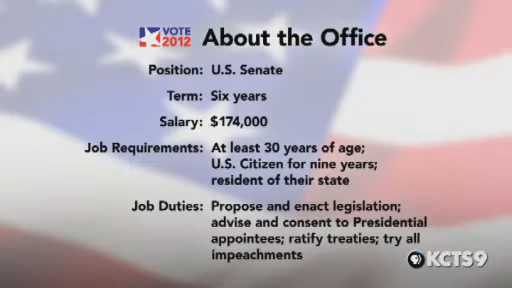 VOTE
2012
About the Office
Position: U.S. Senate
Term: Six years
Salary: $174,000
Job Requirements: At least 30 years of age;
U.S. Citizen for nine years;
resident of their state
Job Duties: Propose and enact legislation;
advise and consent to Presidential
appointees; ratify treaties; try all
impeachments
PBS KCTS9